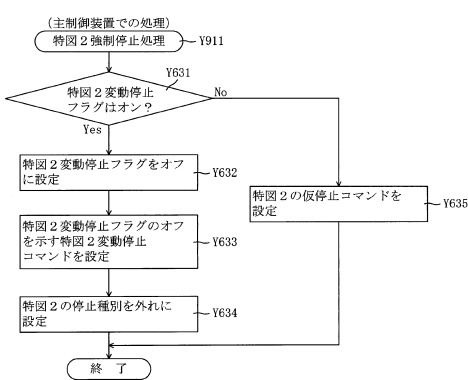 (主制御装置での処理)
特図2強制停止処理
Y911
Y631
特図2変動停止
フラグはオン?
No
Yes
特図2変動停止フラグをオフ
に設定
Y632
特図2の仮停止コマンドを
設定
Y635
特図2変動停止フラグのオフ
を示す特図2変動停止
コマンドを設定
Y633
特図2の停止種別を外れに
設定
Y634
終 了